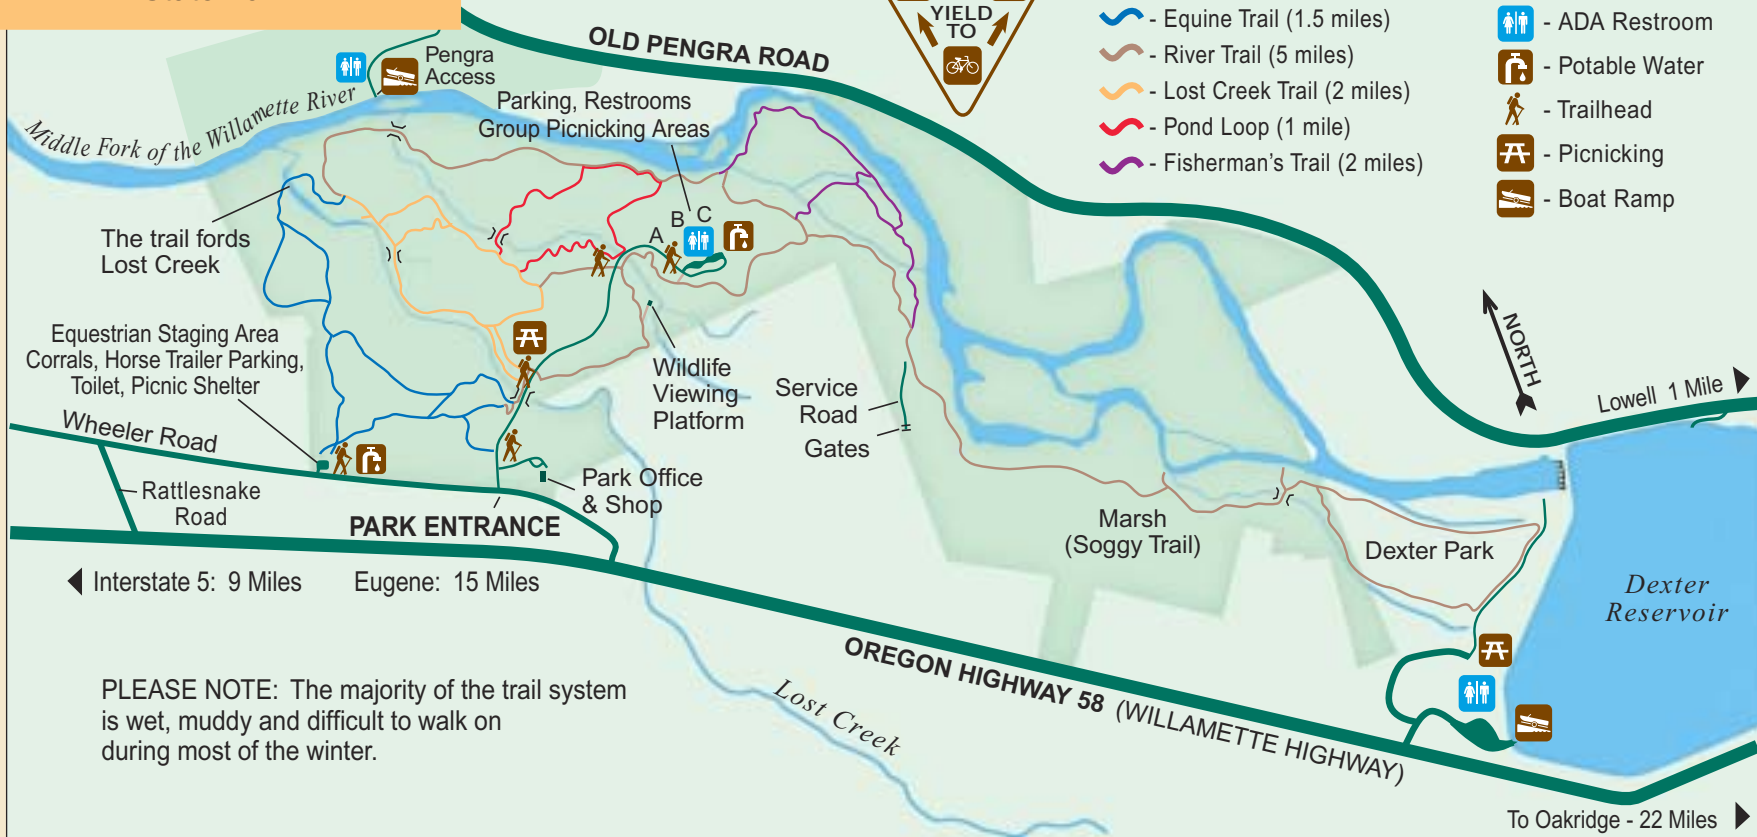 YIELD
TO
- Equine Trail (1.5 miles)
- River Trail (5 miles)
- Lost Creek Trail (2 miles)
- Pond Loop (1 mile)
- Fisherman's Trail (2 miles)
- ADA Restroom
- Potable Water
- Trailhead
- Picnicking
- Boat Ramp
OLD PENGRA ROAD
Pengra
Access
Middle Fork of the Willamette River
Parking, Restrooms
Group Picnicking Areas
A
B
C
The trail fords
Lost Creek
Equestrian Staging Area
Corrals, Horse Trailer Parking,
Toilet, Picnic Shelter
Wheeler Road
Rattlesnake
Road
PARK ENTRANCE
Park Office
& Shop
Wildlife
Viewing
Platform
Service
Road
Gates
NORTH
Lowell 1 Mile
Marsh
(Soggy Trail)
Dexter Park
Dexter
Reservoir
Interstate 5: 9 Miles
Eugene: 15 Miles
OREGON HIGHWAY 58 (WILLAMETTE HIGHWAY)
Lost Creek
PLEASE NOTE: The majority of the trail system
is wet, muddy and difficult to walk on
during most of the winter.
To Oakridge - 22 Miles